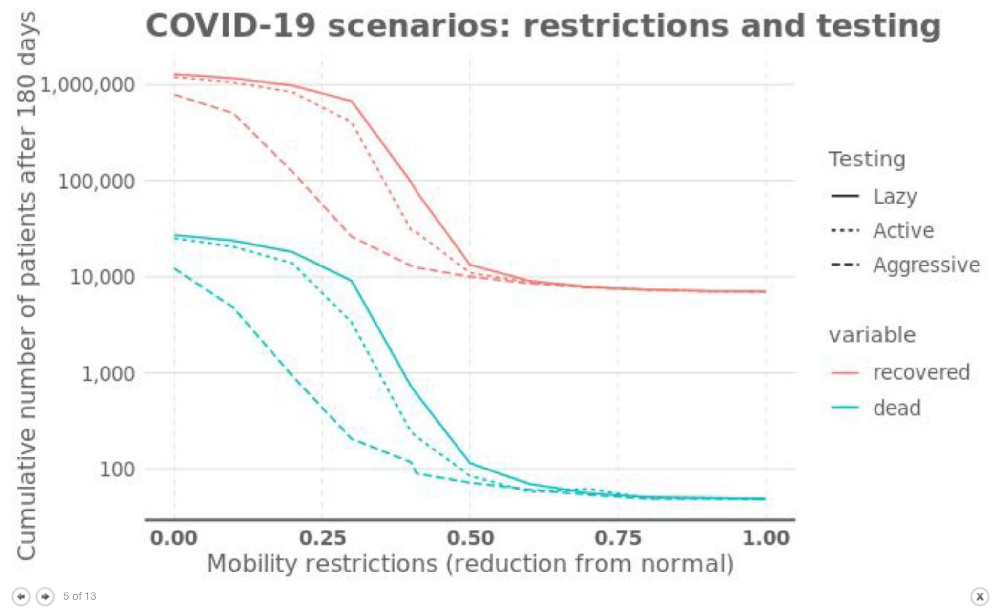 COVID-19 scenarios: restrictions and testing
Cumulative number of patients after 180 days
1,000,000
100,000
10,000
1,000
100
0.00
0.25
0.50
0.75
1.00
Mobility restrictions (reduction from normal)
Testing
Lazy
Active
Aggressive
variable
recovered
dead
5 of 13
x